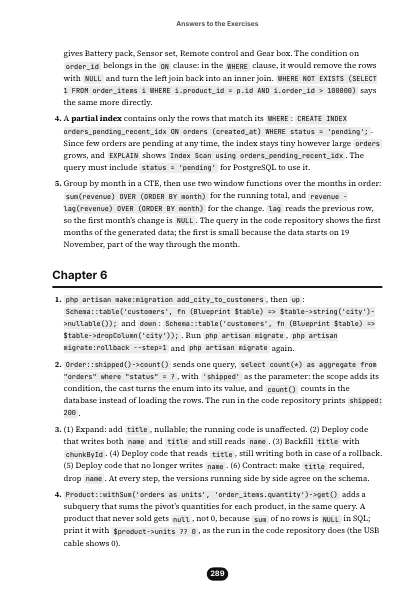 Answers to the Exercises
gives Battery pack, Sensor set, Remote control and Gear box. The condition on
order_id belongs in the ON clause: in the WHERE clause, it would remove the rows
with NULL and turn the left join back into an inner join. WHERE NOT EXISTS (SELECT
1 FROM order_items i WHERE i.product_id = p.id AND i.order_id > 100000) says
the same more directly.
4. A partial index contains only the rows that match its WHERE: CREATE INDEX
orders_pending_recent_idx ON orders (created_at) WHERE status = 'pending'; .
Since few orders are pending at any time, the index stays tiny however large orders
grows, and EXPLAIN shows Index Scan using orders_pending_recent_idx . The
query must include status = 'pending' for PostgreSQL to use it.
5. Group by month in a CTE, then use two window functions over the months in order:
sum(revenue) OVER (ORDER BY month) for the running total, and revenue -
lag(revenue) OVER (ORDER BY month) for the change. lag reads the previous row,
so the first month's change is NULL . The query in the code repository shows the first
months of the generated data; the first is small because the data starts on 19
November, part of the way through the month.
Chapter 6
1. php artisan make:migration add_city_to_customers , then up :
Schema::table('customers', fn (Blueprint $table) => $table->string('city')-
>nullable()); and down : Schema::table('customers', fn (Blueprint $table) =>
$table->dropColumn('city')); . Run php artisan migrate , php artisan
migrate:rollback --step=1 and php artisan migrate again.
2. Order::shipped()->count() sends one query, select count(*) as aggregate from
"orders" where "status" = ? , with 'shipped' as the parameter: the scope adds its
condition, the cast turns the enum into its value, and count() counts in the
database instead of loading the rows. The run in the code repository prints shipped:
200 .
3. (1) Expand: add title , nullable; the running code is unaffected. (2) Deploy code
that writes both name and title and still reads name . (3) Backfill title with
chunkById . (4) Deploy code that reads title , still writing both in case of a rollback.
(5) Deploy code that no longer writes name . (6) Contract: make title required,
drop name . At every step, the versions running side by side agree on the schema.
4. Product::withSum('orders as units', 'order_items.quantity')->get() adds a
subquery that sums the pivot's quantities for each product, in the same query. A
product that never sold gets null , not 0, because sum of no rows is NULL in SQL;
print it with $product->units ?? 0 , as the run in the code repository does (the USB
cable shows 0).
289